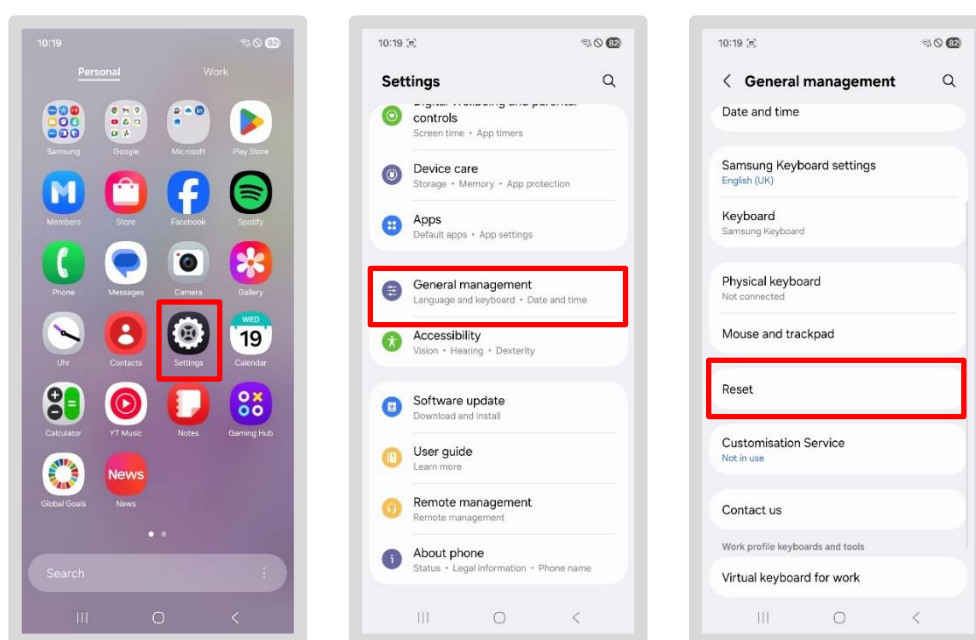 10:19
82
Personal
Work
Samsung
Google
Microsoft
Play Store
Members
Store
Facebook
Spotify
Phone
Messages
Camera
Gallery
WED
19
Uhr
Contacts
Settings
Calendar
Calculator
YT Music
Notes
Gaming Hub
News
Global Goals
News
Search
10:19
82
Settings
Digital Wellbeing and parental
controls
Screen time • App timers
Device care
Storage • Memory • App protection
Apps
Default apps • App settings
General management
Language and keyboard • Date and time
Accessibility
Vision • Hearing • Dexterity
Software update
Download and install
User guide
Learn more
Remote management
Remote management
About phone
Status • Legal information • Phone name
10:19
82
General management
Date and time
Samsung Keyboard settings
English (UK)
Keyboard
Samsung Keyboard
Physical keyboard
Not connected
Mouse and trackpad
Reset
Customisation Service
Not in use
Contact us
Work profile keyboards and tools
Virtual keyboard for work